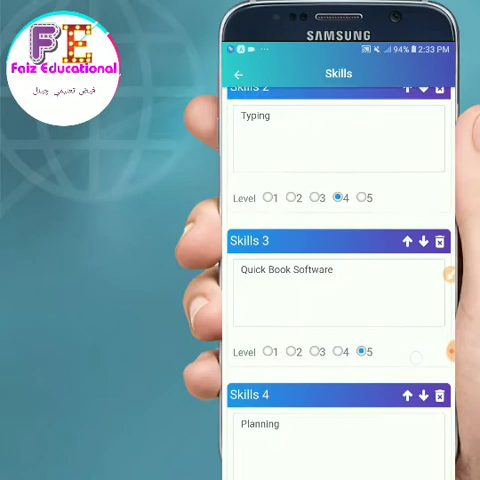 FE
Faiz Educational
فیض تعلیمي چینل
SAMSUNG
94% 2:33 PM
Skills
Skills 2
Typing
Level 1 2 3 4 5
Skills 3
Quick Book Software
Level 1 2 3 4 5
Skills 4
Planning